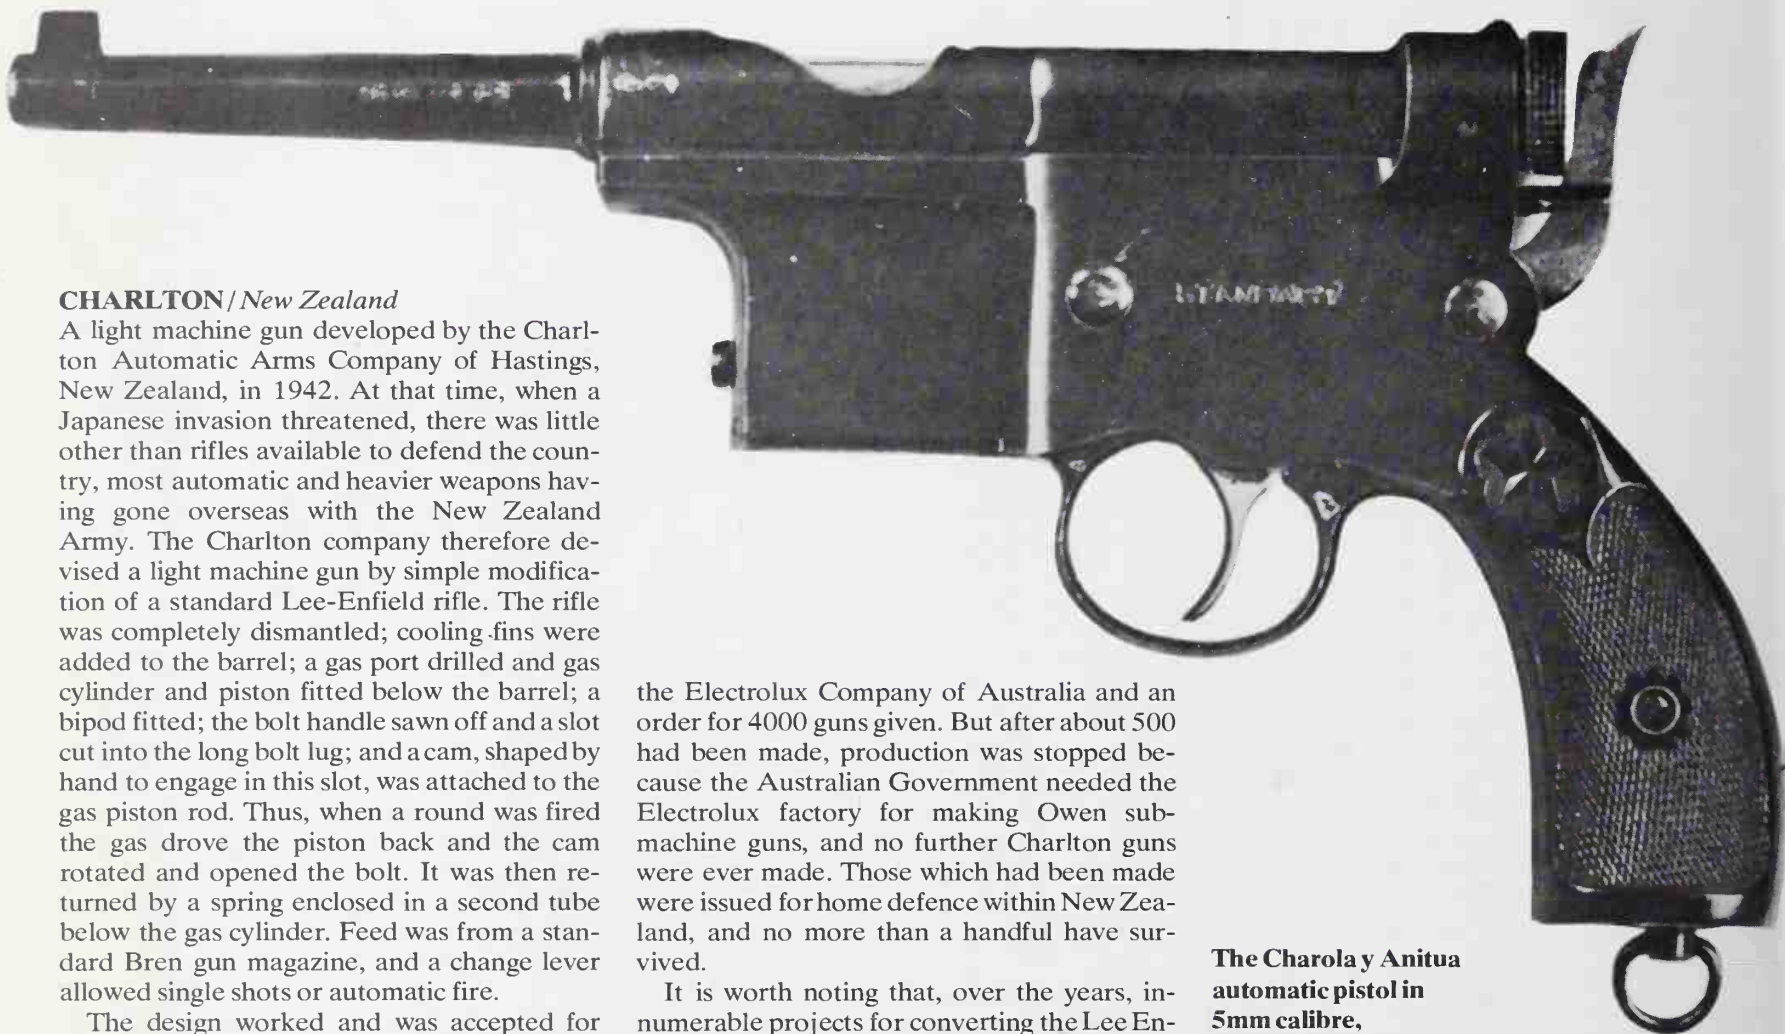 CHARLTON/New Zealand
A light machine gun developed by the Charl-
ton Automatic Arms Company of Hastings,
New Zealand, in 1942. At that time, when a
Japanese invasion threatened, there was little
other than rifles available to defend the coun-
try, most automatic and heavier weapons hav-
ing gone overseas with the New Zealand
Army. The Charlton company therefore de-
vised a light machine gun by simple modifica-
tion of a standard Lee-Enfield rifle. The rifle
was completely dismantled; cooling fins were
added to the barrel; a gas port drilled and gas
cylinder and piston fitted below the barrel; a
bipod fitted; the bolt handle sawn off and a slot
cut into the long bolt lug; and a cam, shaped by
hand to engage in this slot, was attached to the
gas piston rod. Thus, when a round was fired
the gas drove the piston back and the cam
rotated and opened the bolt. It was then re-
turned by a spring enclosed in a second tube
below the gas cylinder. Feed was from a stan-
dard Bren gun magazine, and a change lever
allowed single shots or automatic fire.
The design worked and was accepted for
the Electrolux Company of Australia and an
order for 4000 guns given. But after about 500
had been made, production was stopped be-
cause the Australian Government needed the
Electrolux factory for making Owen sub-
machine guns, and no further Charlton guns
were ever made. Those which had been made
were issued for home defence within New Zea-
land, and no more than a handful have sur-
vived.
It is worth noting that, over the years, in-
numerable projects for converting the Lee En-
The Charola y Anitua
automatic pistol in
5mm calibre,